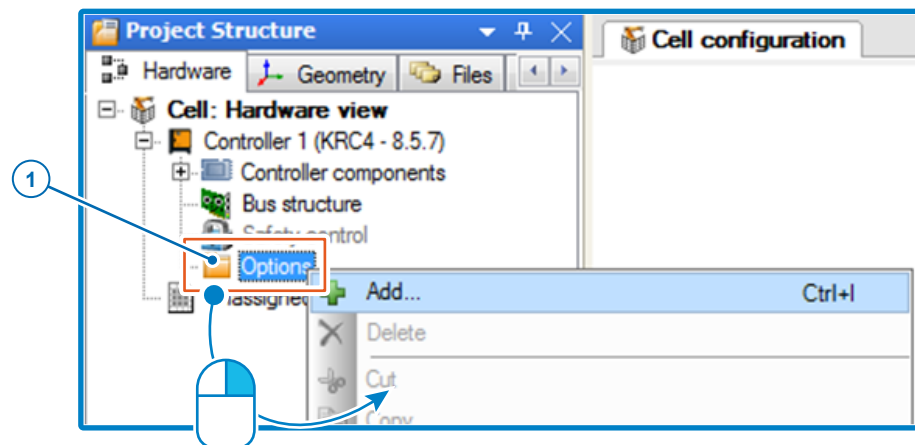 Project Structure
Cell configuration
Hardware
Geometry
Files
Cell: Hardware view
Controller 1 (KRC4 - 8.5.7)
Controller components
1
Bus structure
Safety control
Options
Add... Ctrl+I
Delete
Cut
Copy